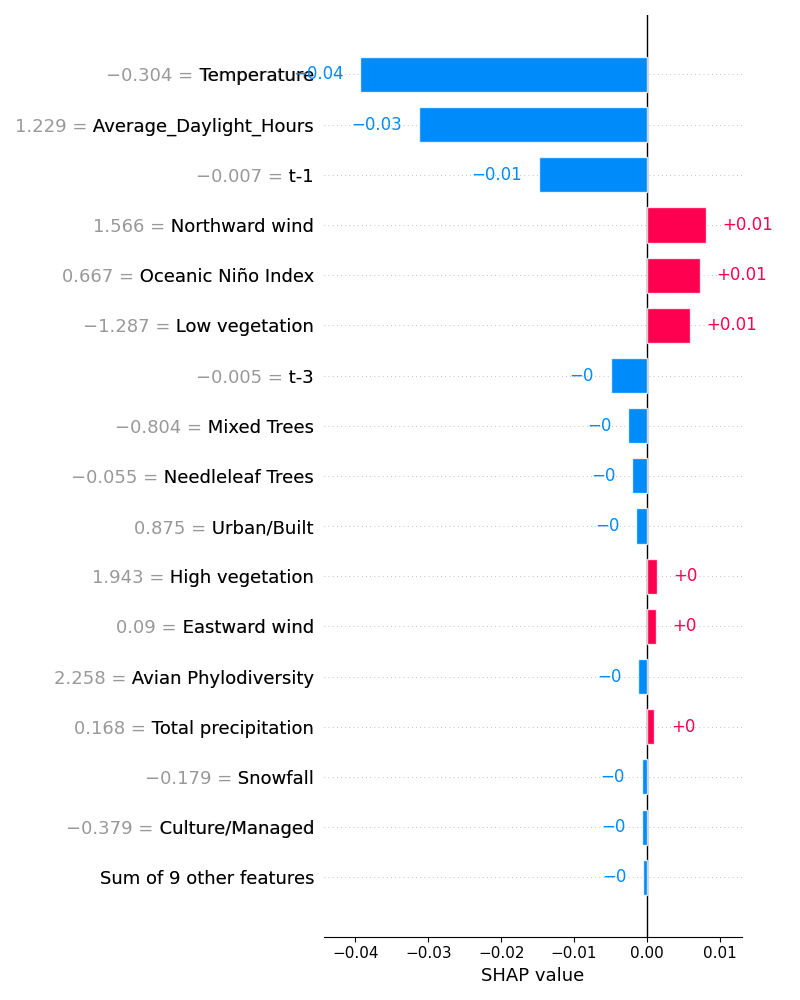 −0.304 = Temperature −0.04
1.229 = Average_Daylight_Hours −0.03
−0.007 = t-1 −0.01
1.566 = Northward wind +0.01
0.667 = Oceanic Niño Index +0.01
−1.287 = Low vegetation +0.01
−0.005 = t-3 −0
−0.804 = Mixed Trees −0
−0.055 = Needleleaf Trees −0
0.875 = Urban/Built −0
1.943 = High vegetation +0
0.09 = Eastward wind +0
2.258 = Avian Phylodiversity −0
0.168 = Total precipitation +0
−0.179 = Snowfall −0
−0.379 = Culture/Managed −0
Sum of 9 other features −0
−0.04 −0.03 −0.02 −0.01 0.00 0.01
SHAP value